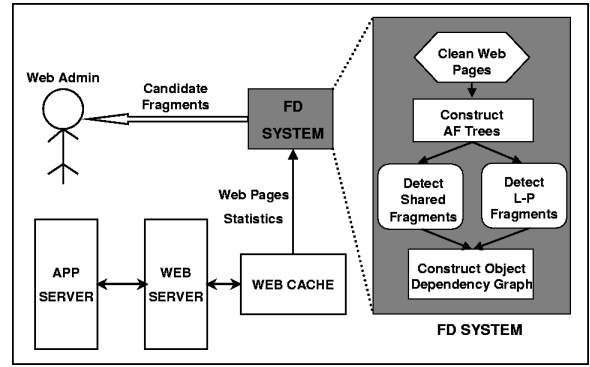 Web Admin
Candidate
Fragments
FD
SYSTEM
Web Pages
Statistics
APP
SERVER
WEB
SERVER
WEB CACHE
Clean Web
Pages
Construct
AF Trees
Detect
Shared
Fragments
Detect
L-P
Fragments
Construct Object
Dependency Graph
FD SYSTEM